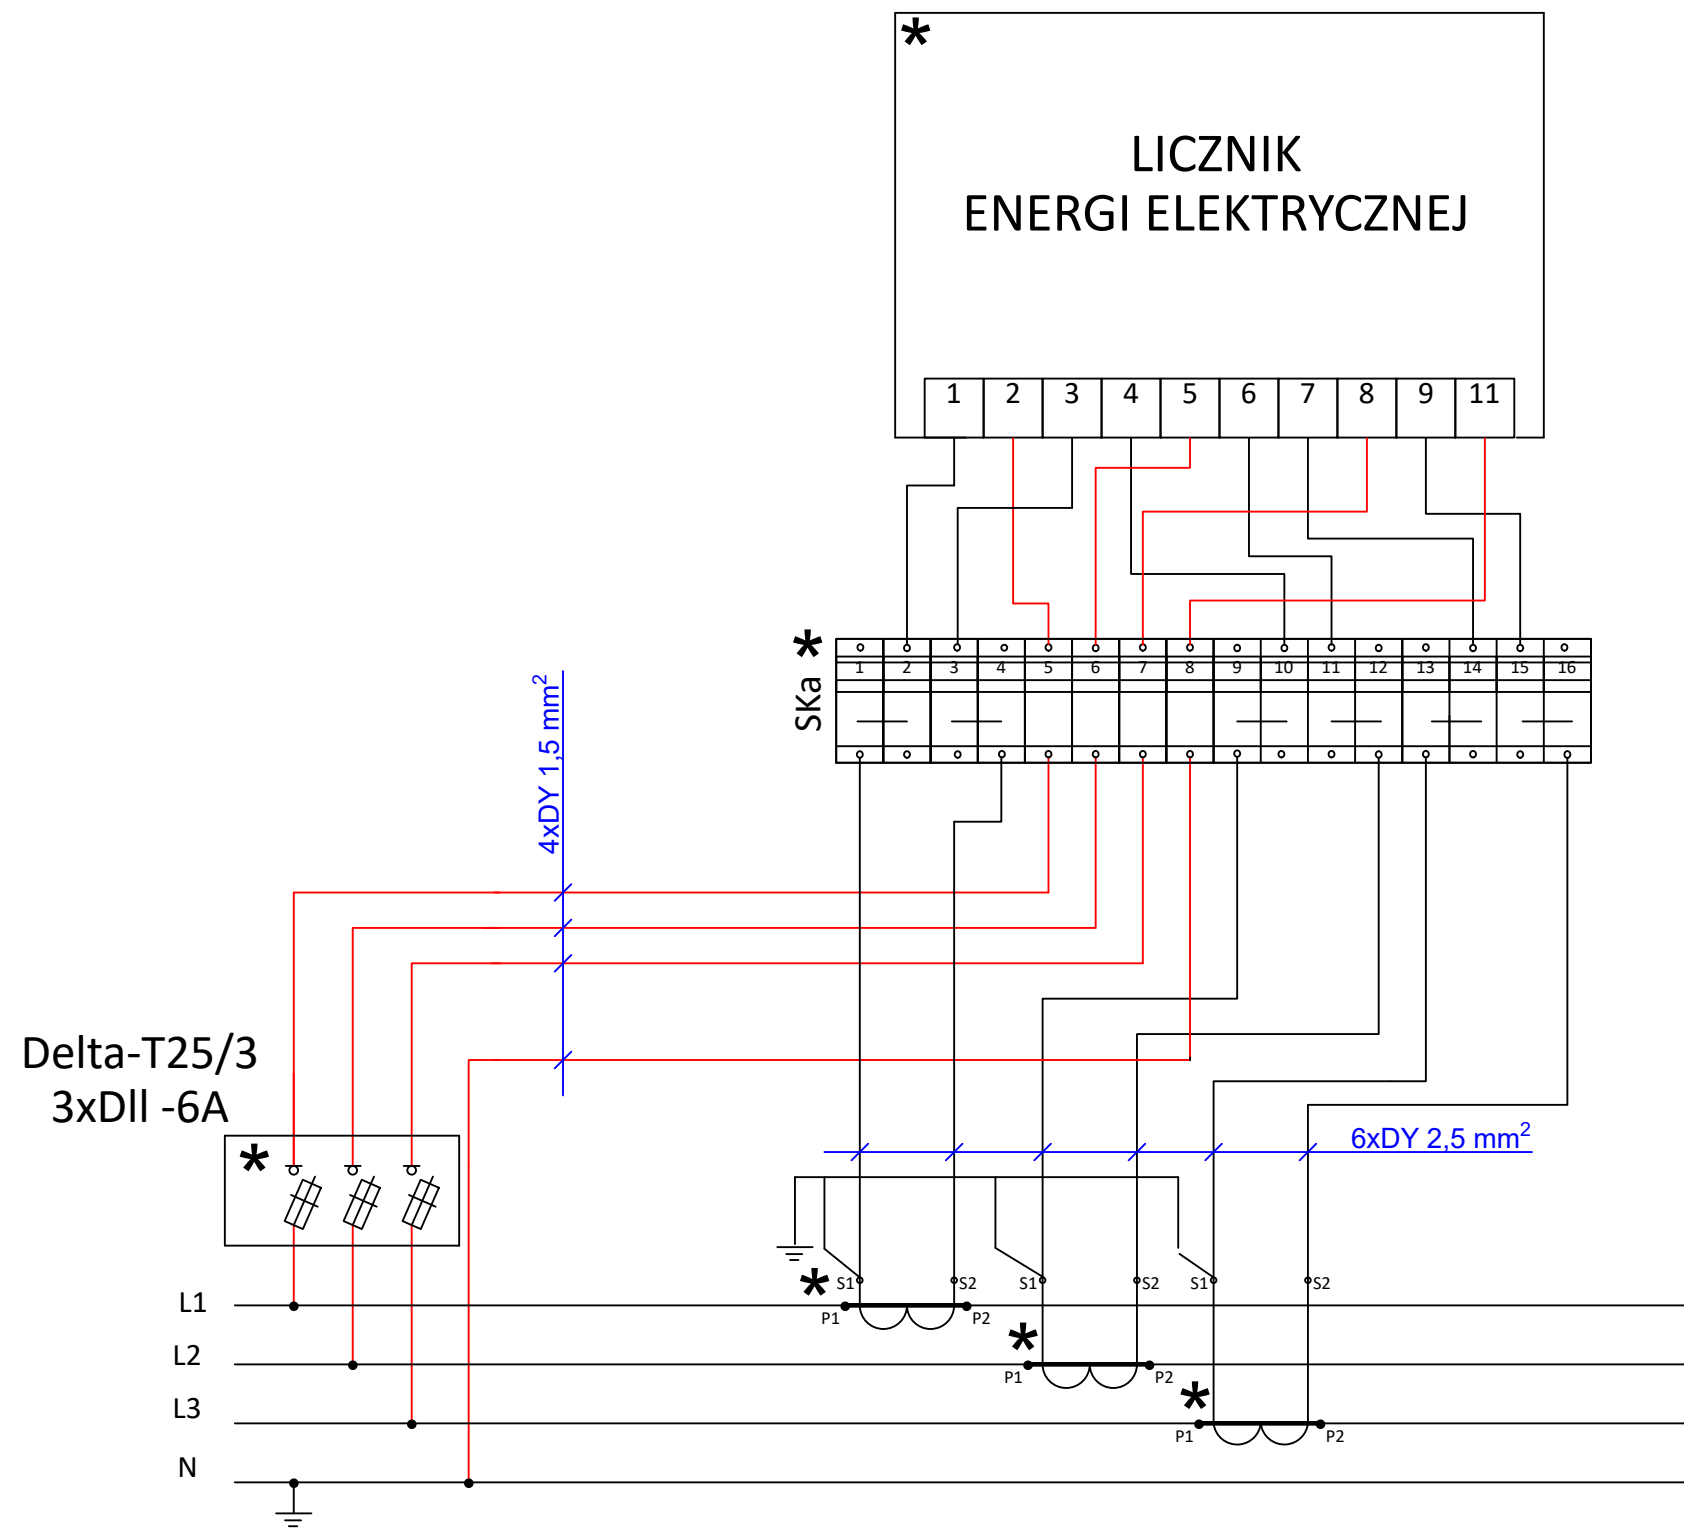 *
LICZNIK
ENERGI ELEKTRYCZNEJ
1 2 3 4 5 6 7 8 9 11
SKa *
1 2 3 4 5 6 7 8 9 10 11 12 13 14 15 16
4xDY 1,5 mm²
Delta-T25/3
3xDll -6A
*
6xDY 2,5 mm²
* S1 S2 S1 S2 S1 S2
L1
P1 P2
*
L2
P1 P2
*
L3
P1 P2
N